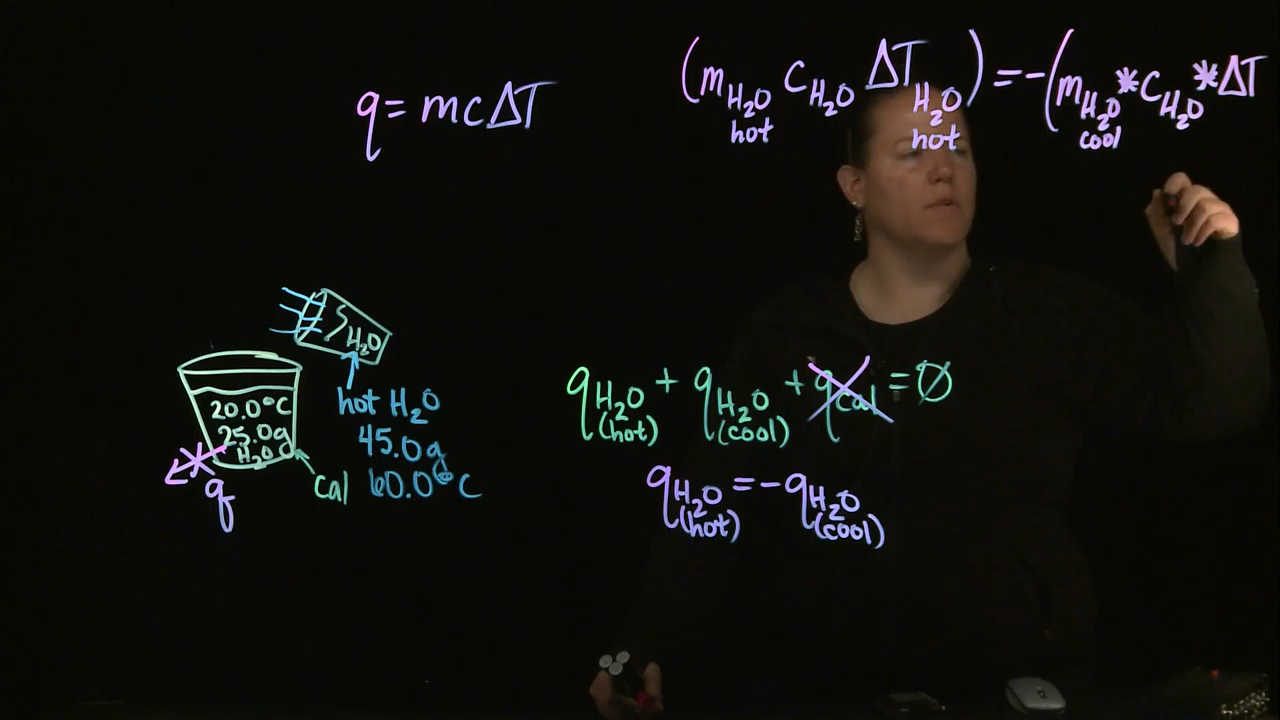 q = mcΔT
(m H₂O hot C H₂O ΔT H₂O hot) = -(m H₂O cool * C H₂O * ΔT
H₂O
hot H₂O
45.0g
60.0°C
20.0°C
25.0g
H₂O
q
Cal
q H₂O (hot) + q H₂O (cool) + q cal = ∅
q H₂O (hot) = -q H₂O (cool)